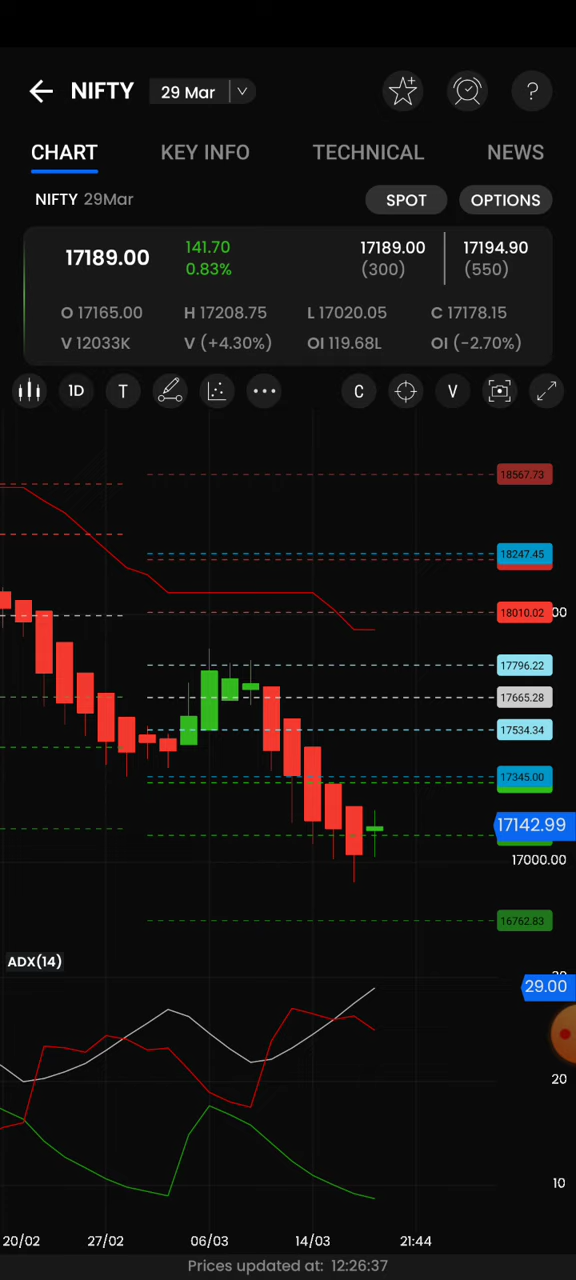 NIFTY 29 Mar
CHART KEY INFO TECHNICAL NEWS
NIFTY 29Mar SPOT OPTIONS
17189.00 141.70 17189.00 17194.90
0.83% (300) (550)
O 17165.00 H 17208.75 L 17020.05 C 17178.15
V 12033K V (+4.30%) OI 119.68L OI (-2.70%)
1D T C V
18567.73
18247.45
18010.02 00
17796.22
17665.28
17534.34
17345.00
17142.99
17000.00
16762.83
ADX(14)
29.00
20
10
20/02 27/02 06/03 14/03 21:44
Prices updated at: 12:26:37